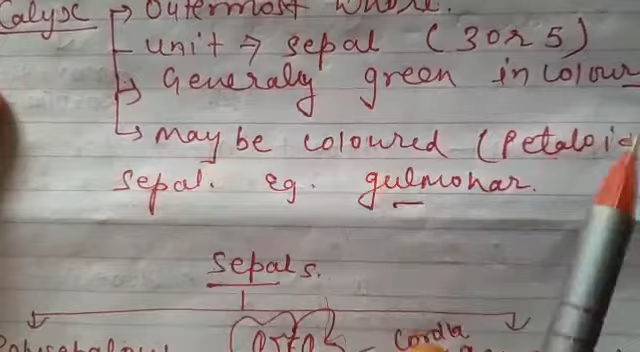 Calyx → Outermost whorl.
unit → sepal (3 or 5)
→ Generaly green in colour
→ may be coloured (Petaloid
sepal. eg. gulmohar.
Sepals.